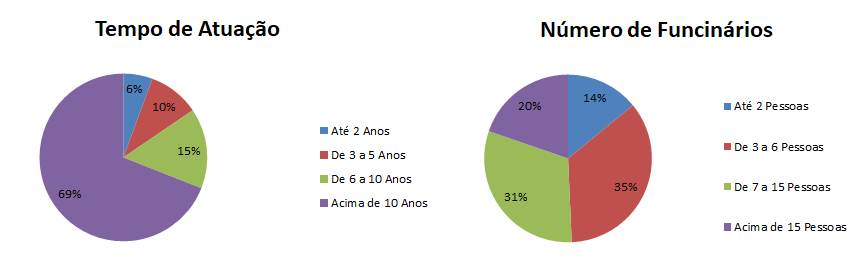 Tempo de Atuação
6%
10%
15%
69%
Até 2 Anos
De 3 a 5 Anos
De 6 a 10 Anos
Acima de 10 Anos
Número de Funcinários
14%
35%
31%
20%
Até 2 Pessoas
De 3 a 6 Pessoas
De 7 a 15 Pessoas
Acima de 15 Pessoas